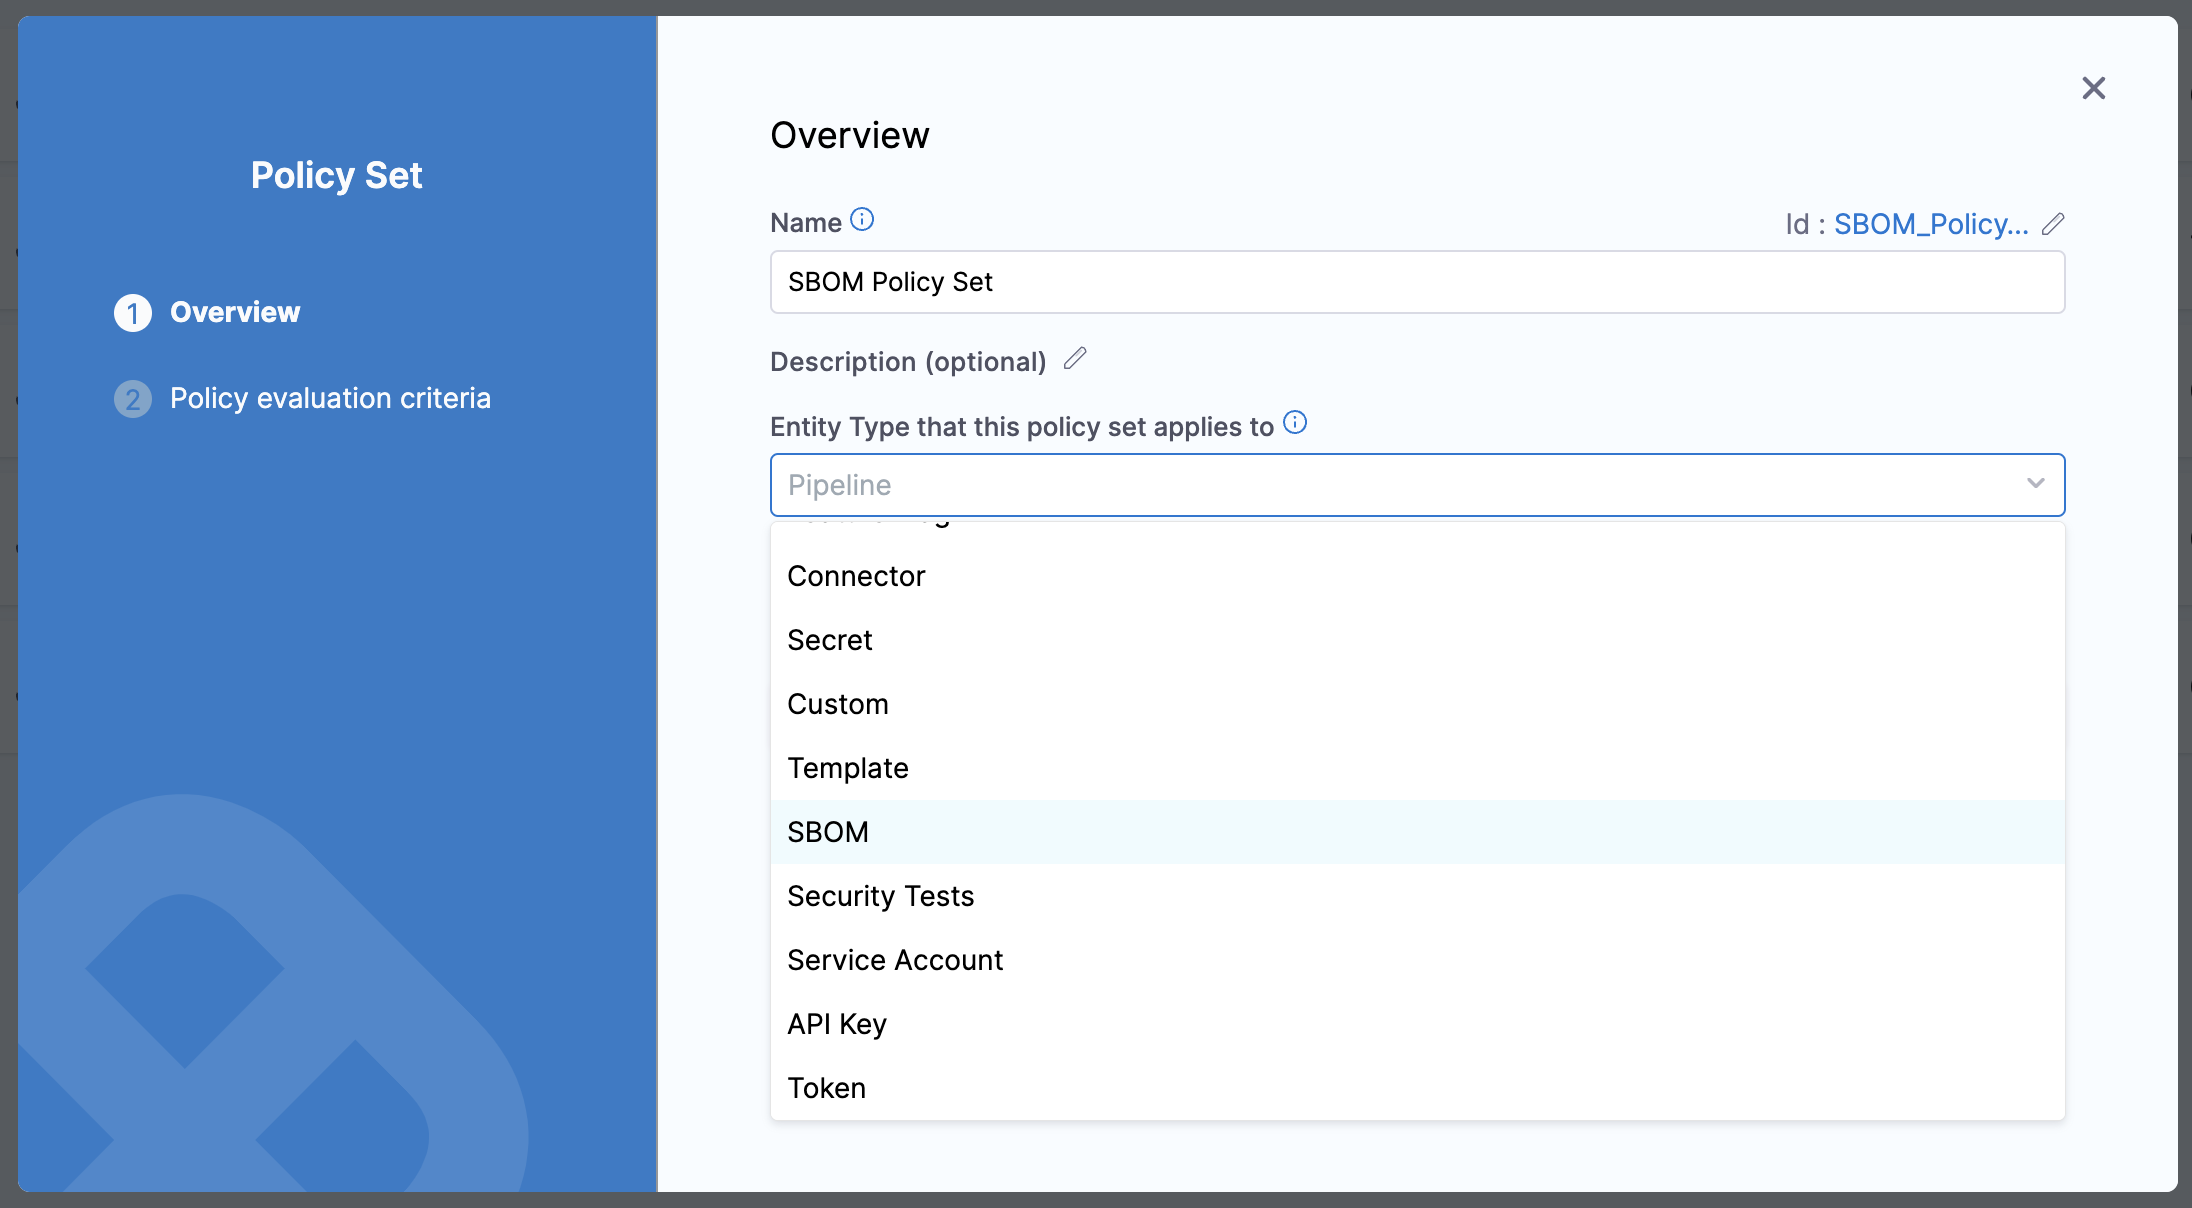 Policy Set
1 Overview
2 Policy evaluation criteria
Overview
Name
Id : SBOM_Policy...
SBOM Policy Set
Description (optional)
Entity Type that this policy set applies to
Pipeline
Connector
Secret
Custom
Template
SBOM
Security Tests
Service Account
API Key
Token